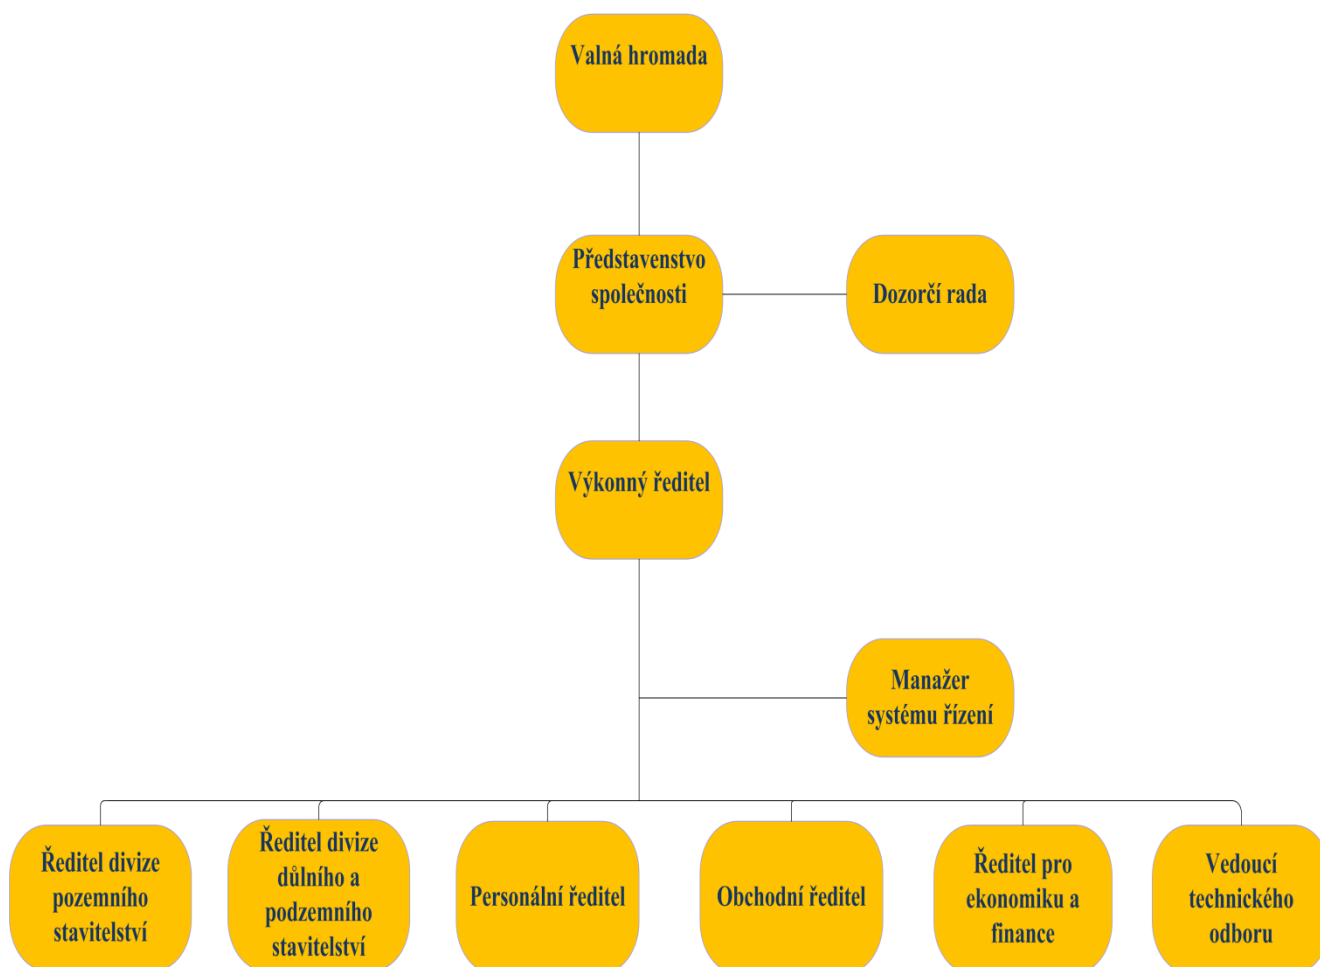 Valná hromada
Představenstvo
společnosti
Dozorčí rada
Výkonný ředitel
Manažer
systému řízení
Ředitel divize
pozemního
stavitelství
Ředitel divize
důlního a
podzemního
stavitelství
Personální ředitel
Obchodní ředitel
Ředitel pro
ekonomiku a
finance
Vedoucí
technického
odboru